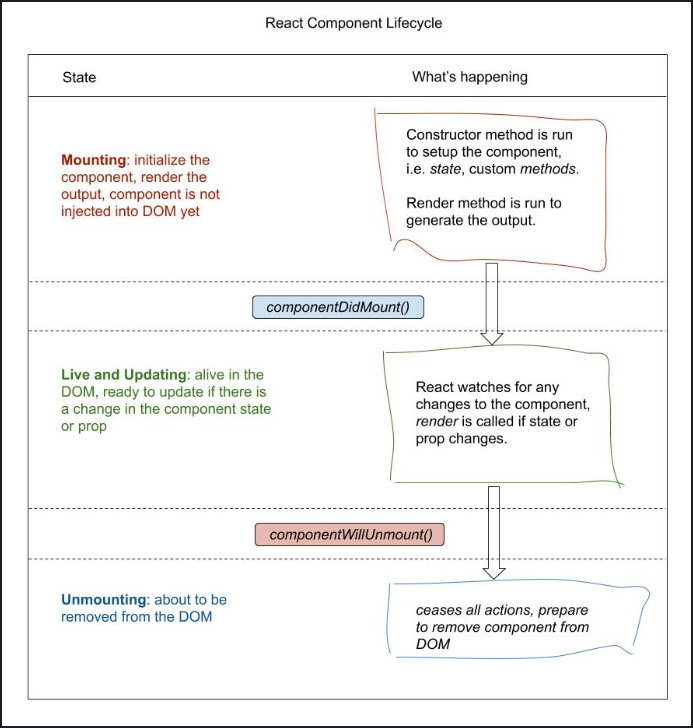 React Component Lifecycle
State
What's happening
Mounting: initialize the
component, render the
output, component is not
injected into DOM yet
Constructor method is run
to setup the component,
i.e. state, custom methods.
Render method is run to
generate the output.
componentDidMount()
Live and Updating: alive in the
DOM, ready to update if there is
a change in the component state
or prop
React watches for any
changes to the component,
render is called if state or
prop changes.
componentWillUnmount()
Unmounting: about to be
removed from the DOM
ceases all actions, prepare
to remove component from
DOM